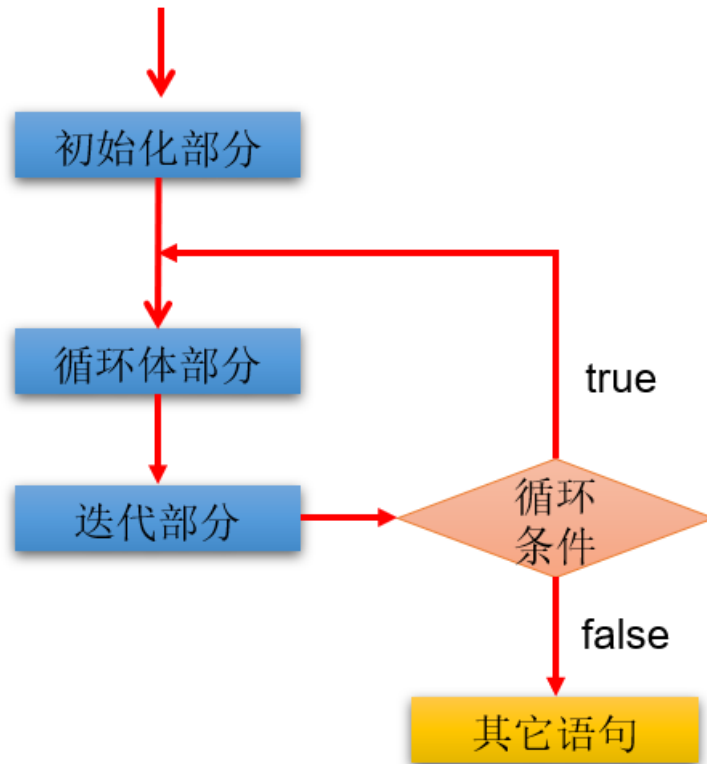 初始化部分
循环体部分
true
迭代部分
循环
条件
false
其它语句